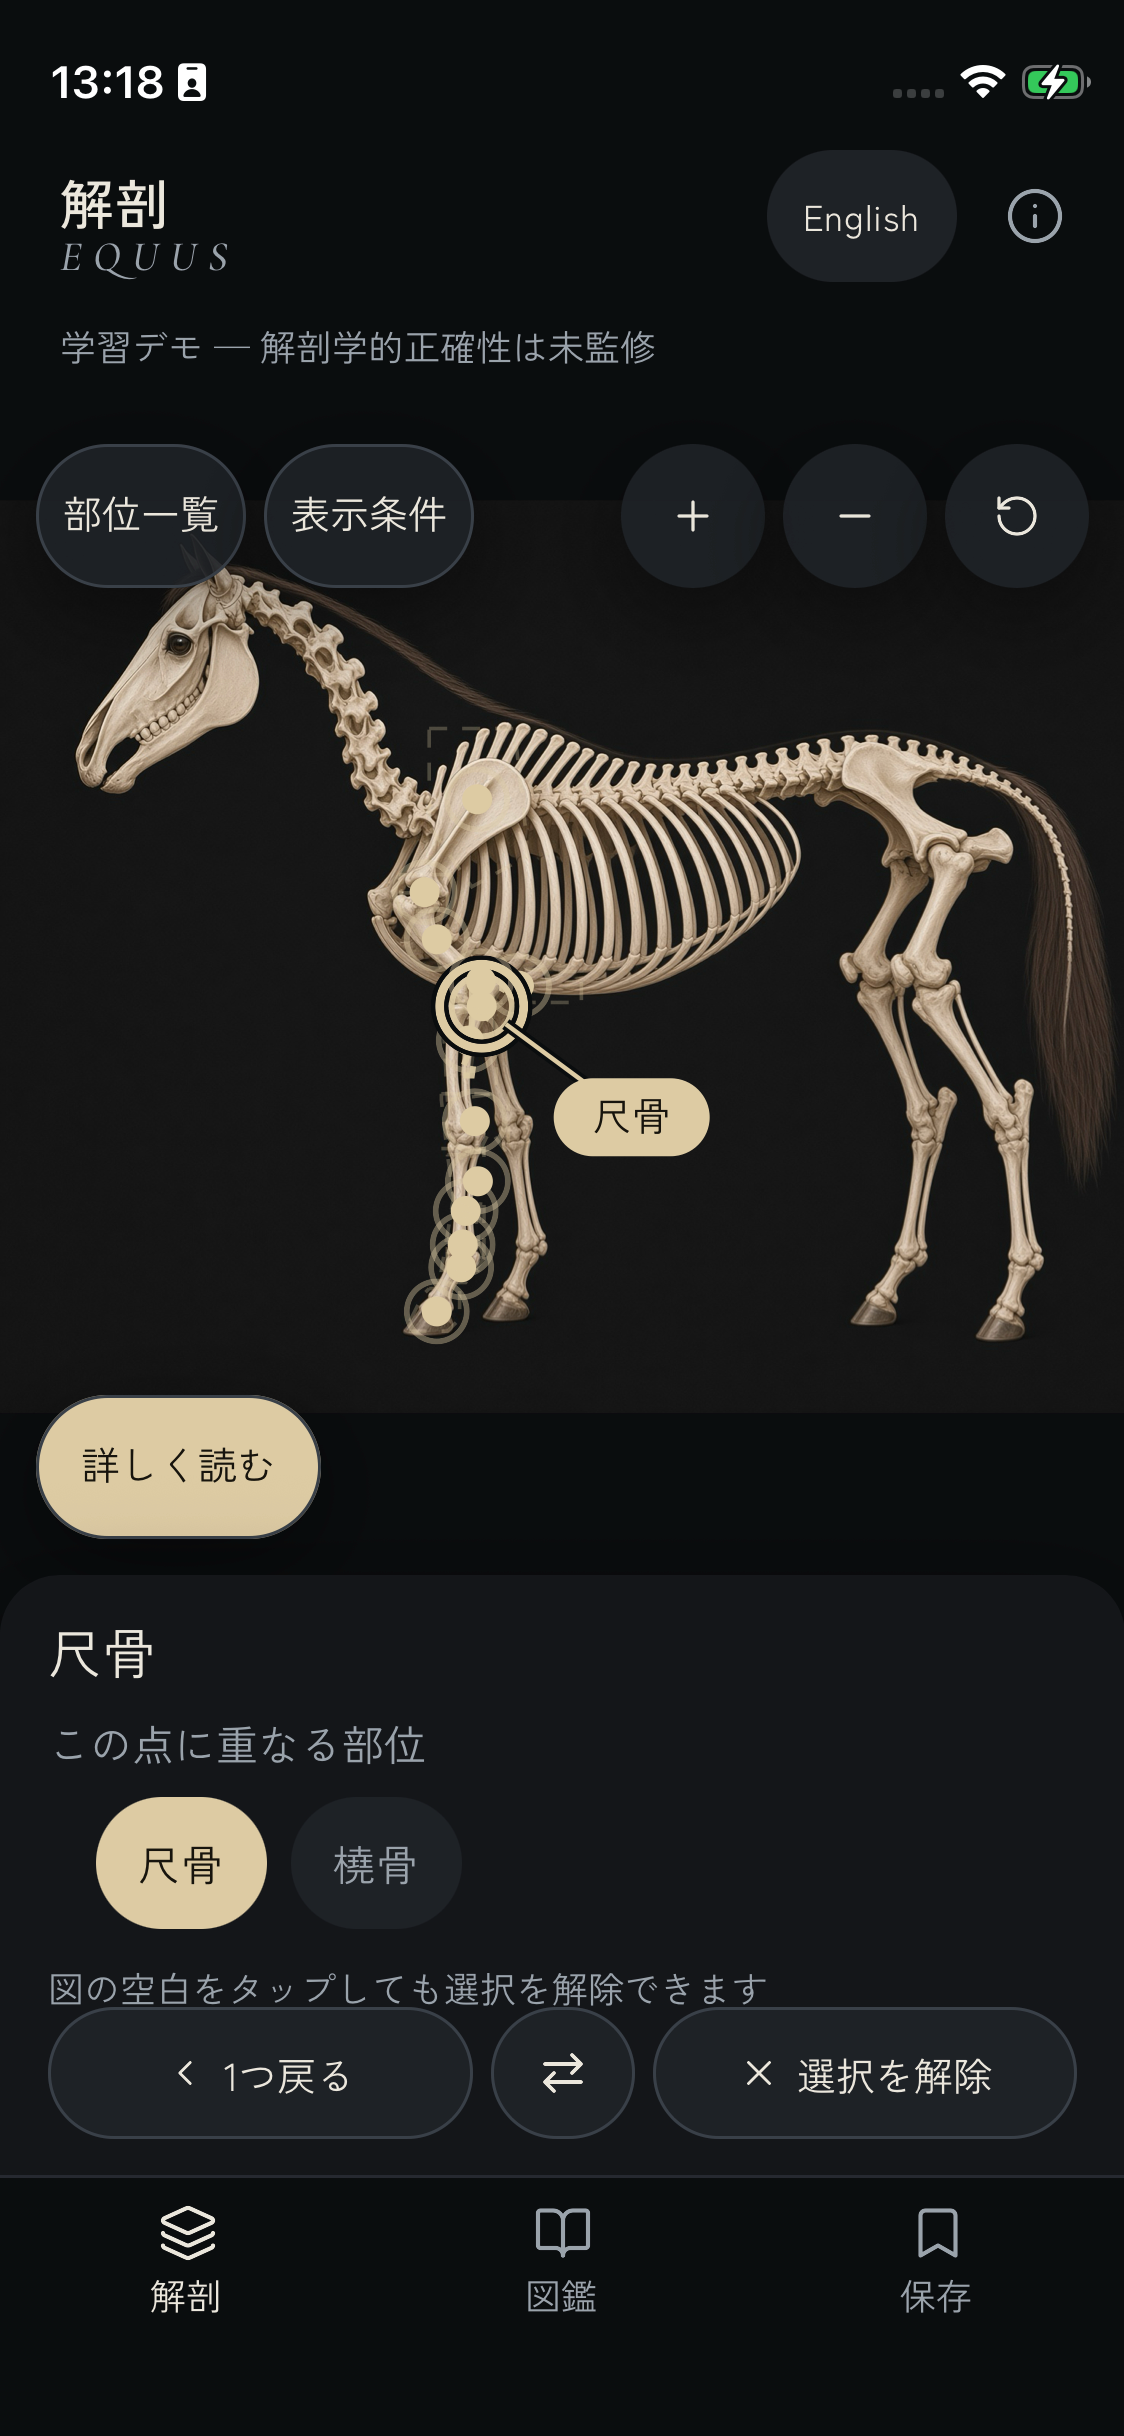 13:18
解剖
EQUUS
English
学習デモ — 解剖学的正確性は未監修
部位一覧
表示条件
尺骨
詳しく読む
尺骨
この点に重なる部位
尺骨
橈骨
図の空白をタップしても選択を解除できます
1つ戻る
選択を解除
解剖
図鑑
保存